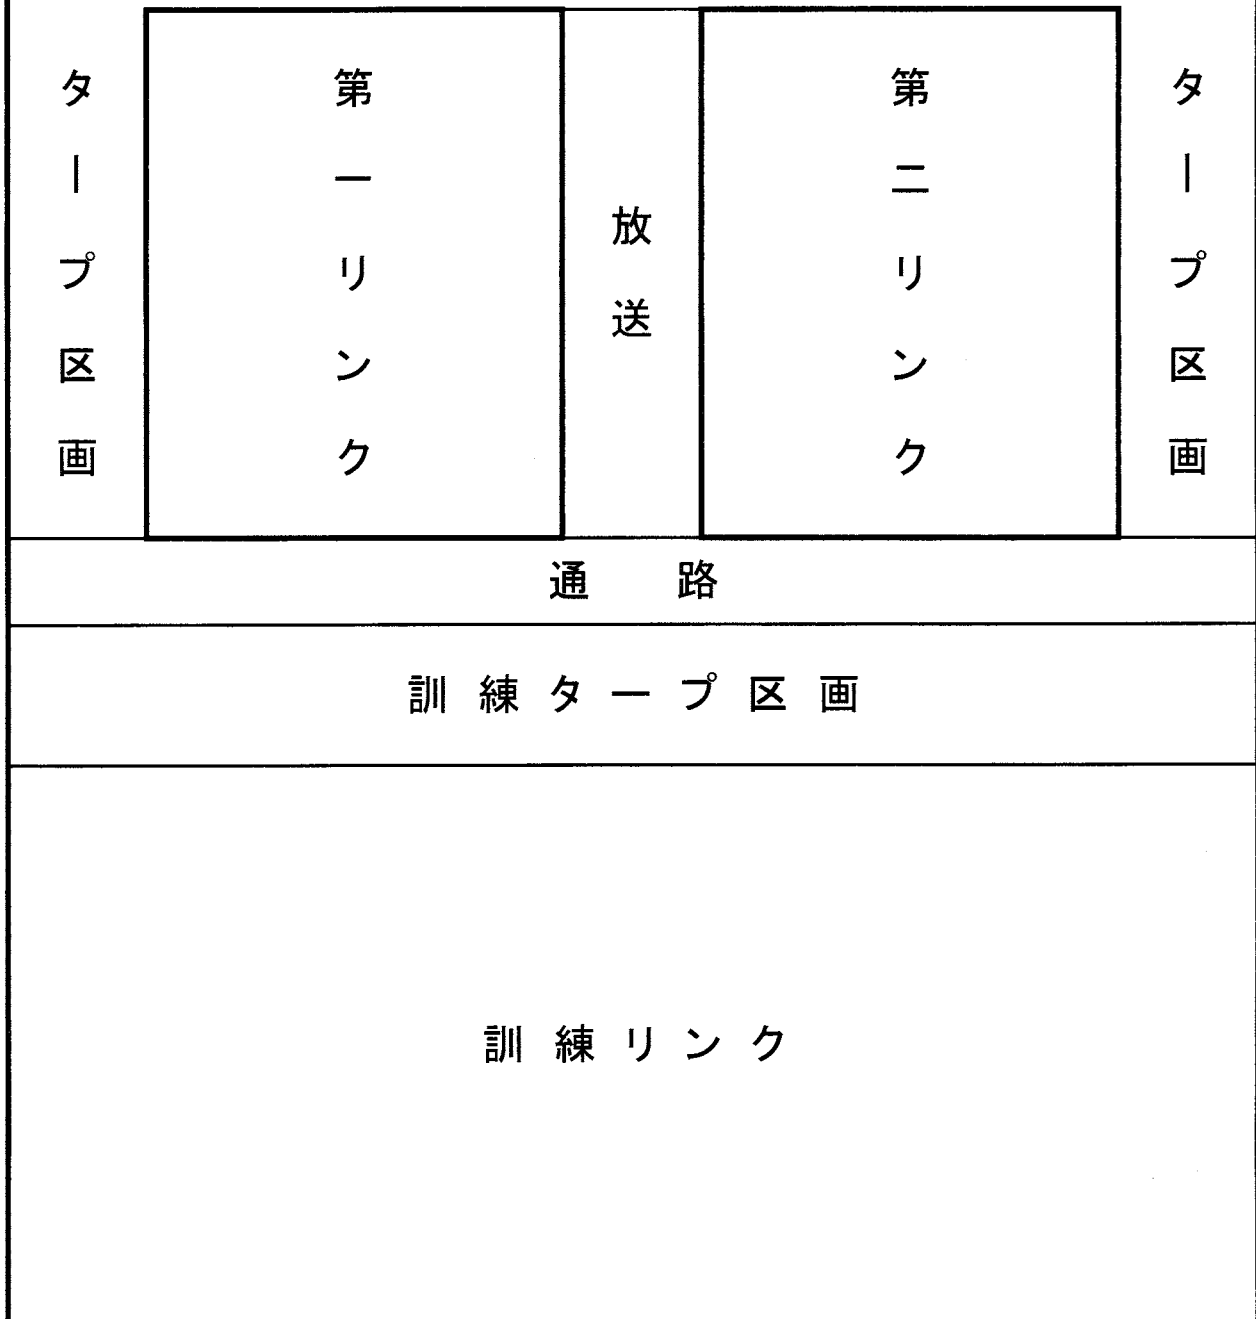 タープ区画
第一リンク
放送
第二リンク
タープ区画
通路
訓練タープ区画
訓練リンク